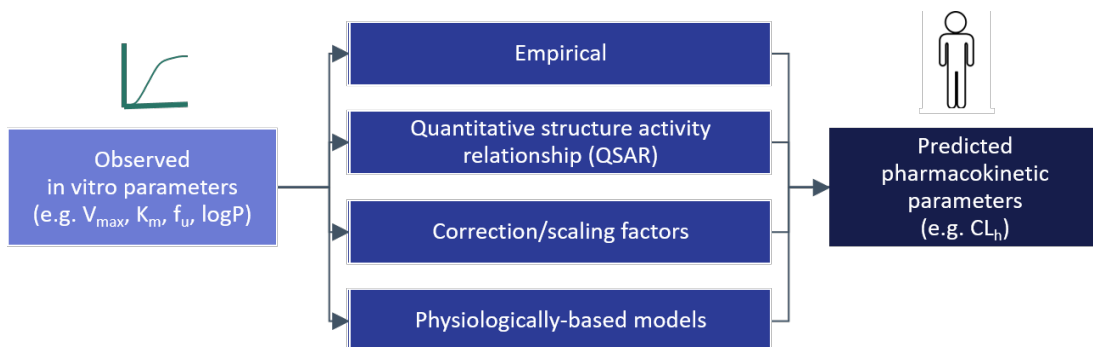 Observed
in vitro parameters
(e.g. Vmax, Km, fu, logP)
Empirical
Quantitative structure activity
relationship (QSAR)
Correction/scaling factors
Physiologically-based models
Predicted
pharmacokinetic
parameters
(e.g. CLh)